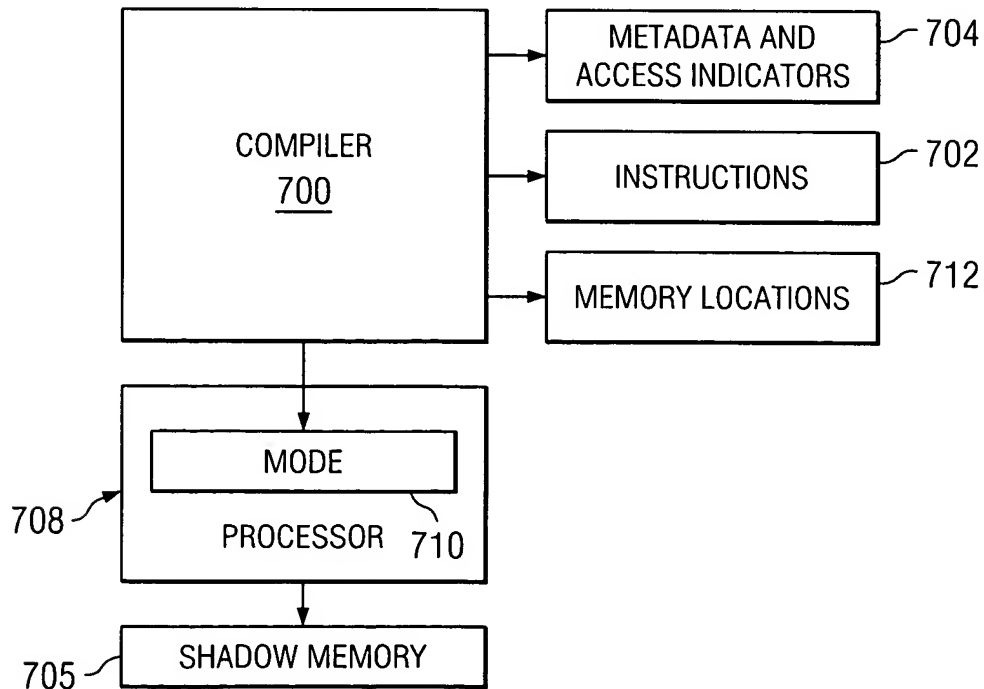 COMPILER
700
METADATA AND
ACCESS INDICATORS
704
INSTRUCTIONS
702
MEMORY LOCATIONS
712
MODE
710
PROCESSOR
708
SHADOW MEMORY
705